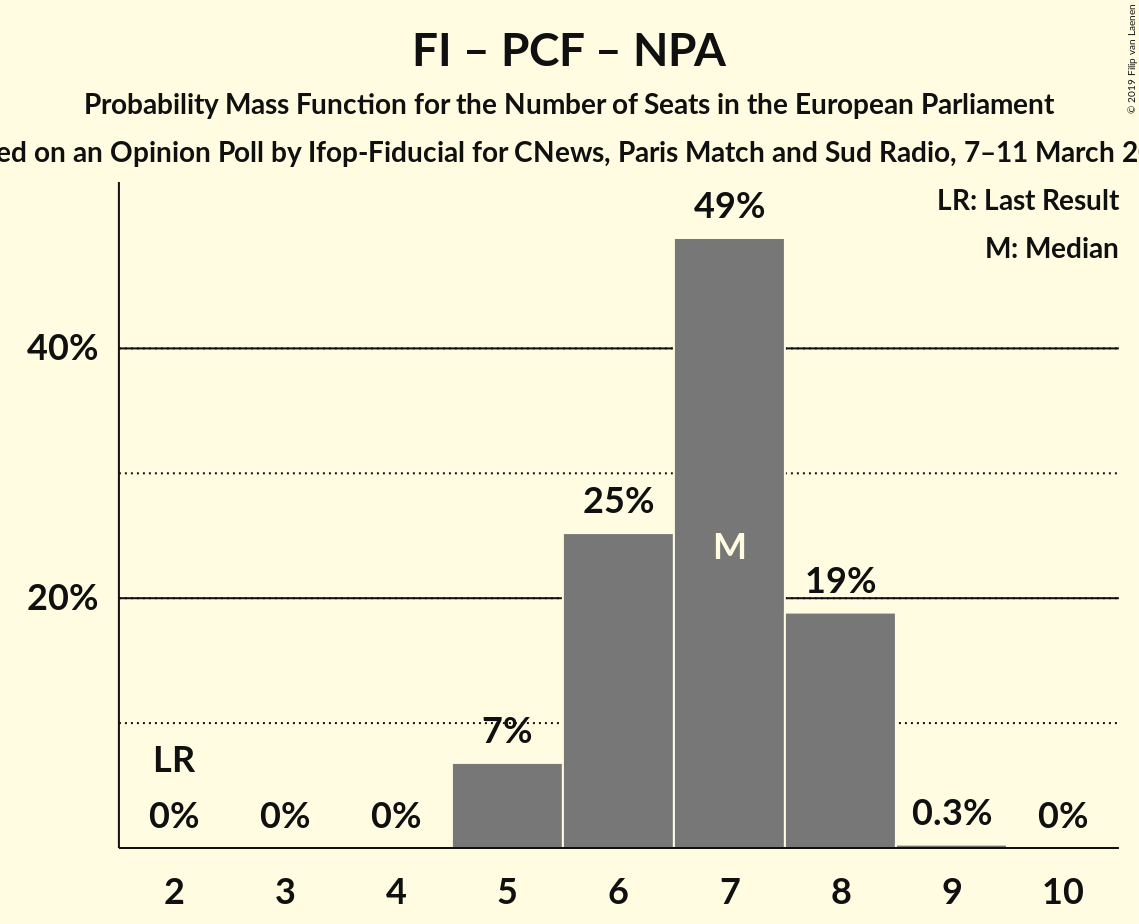 FI – PCF – NPA
Probability Mass Function for the Number of Seats in the European Parliament
on an Opinion Poll by Ifop-Fiducial for CNews, Paris Match and Sud Radio, 7–11 March
© 2019 Filip van Laenen
LR: Last Result
M: Median
49%
40%
25%
M
19%
20%
7%
LR
0% 0% 0% 0.3% 0%
2 3 4 5 6 7 8 9 10